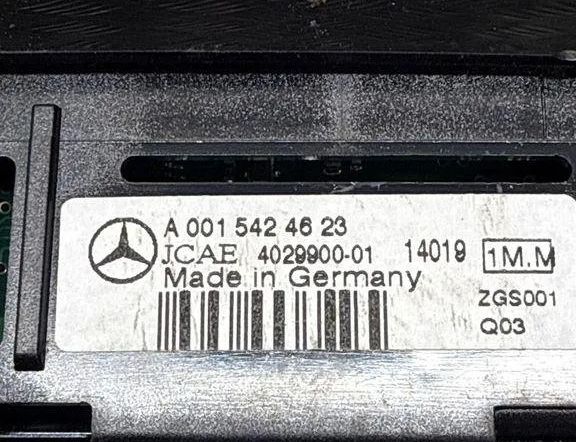 A 001 542 46 23
JCAE 4029900-01 14019 1M.M
Made in Germany
ZGS001
Q03